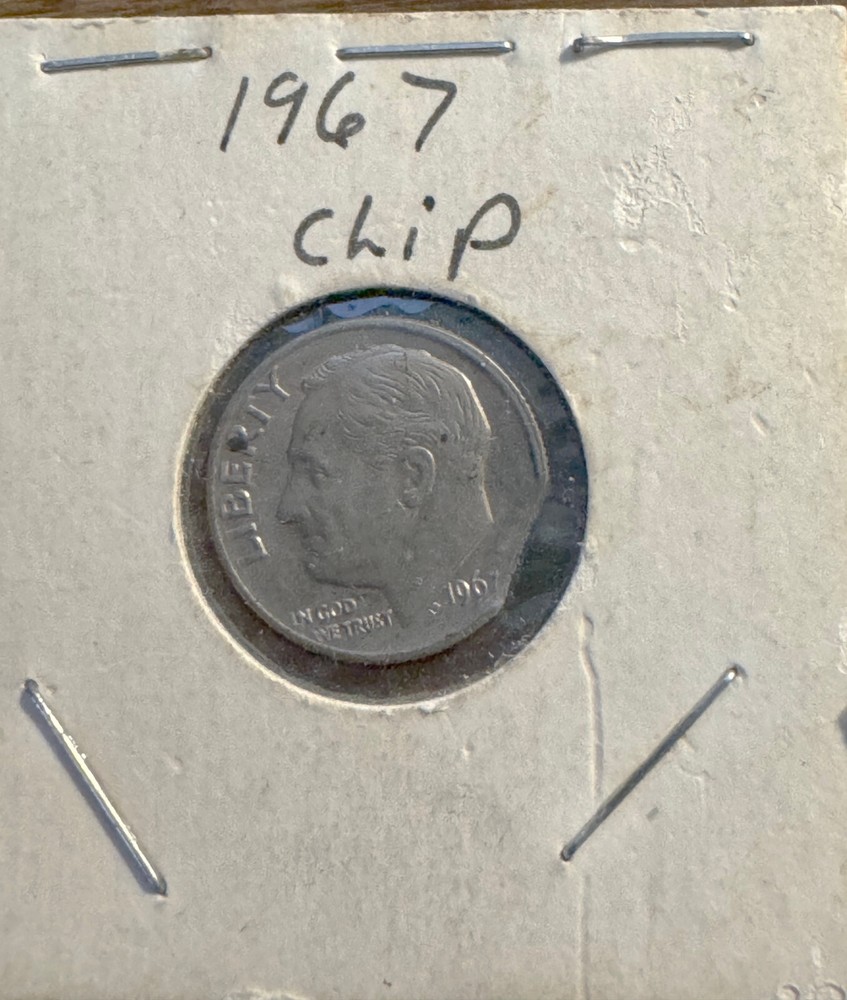 1967
chip
LIBERTY
IN GOD
WE TRUST
1967